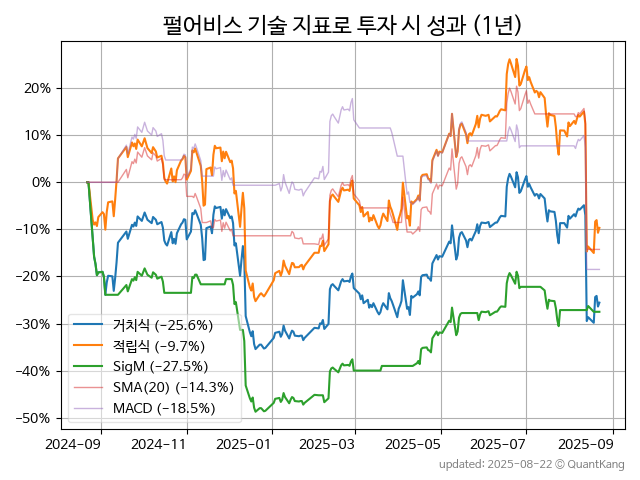 펄어비스 기술 지표로 투자 시 성과 (1년)
20%
10%
0%
−10%
−20%
−30%
−40%
−50%
거치식 (−25.6%)
적립식 (−9.7%)
SigM (−27.5%)
SMA(20) (−14.3%)
MACD (−18.5%)
2024−09 2024−11 2025−01 2025−03 2025−05 2025−07 2025−09
updated: 2025−08−22 © QuantKang